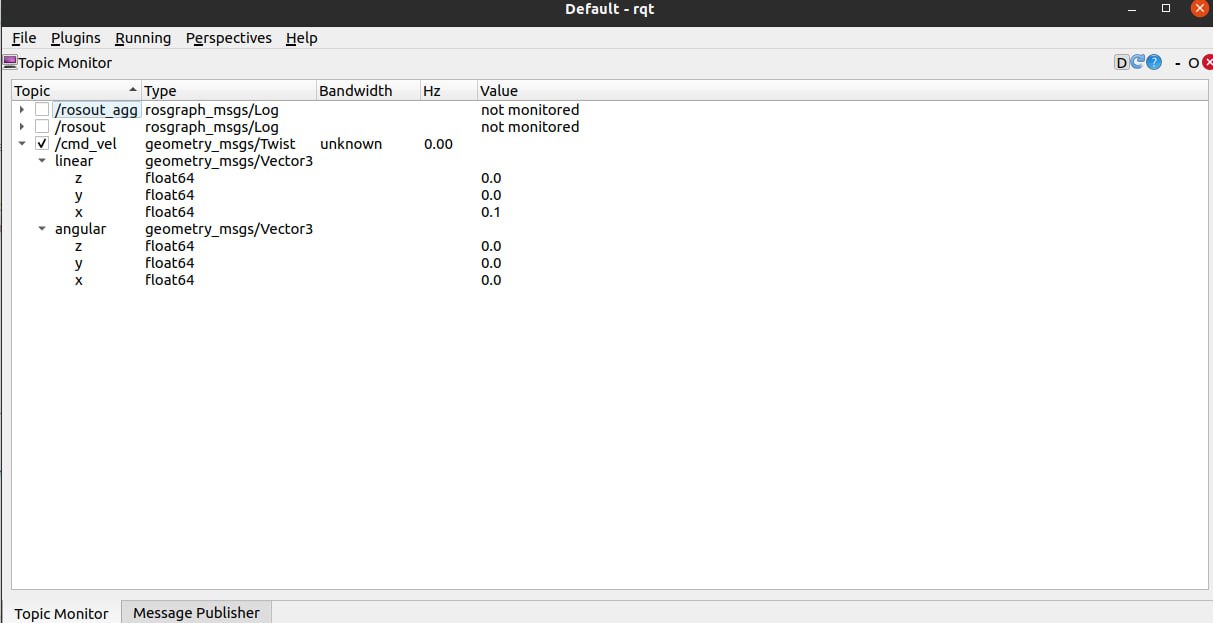 Default - rqt
File Plugins Running Perspectives Help
Topic Monitor D ? - O
Topic Type Bandwidth Hz Value
/rosout_agg rosgraph_msgs/Log not monitored
/rosout rosgraph_msgs/Log not monitored
/cmd_vel geometry_msgs/Twist unknown 0.00
linear geometry_msgs/Vector3
z float64 0.0
y float64 0.0
x float64 0.1
angular geometry_msgs/Vector3
z float64 0.0
y float64 0.0
x float64 0.0
Topic Monitor Message Publisher